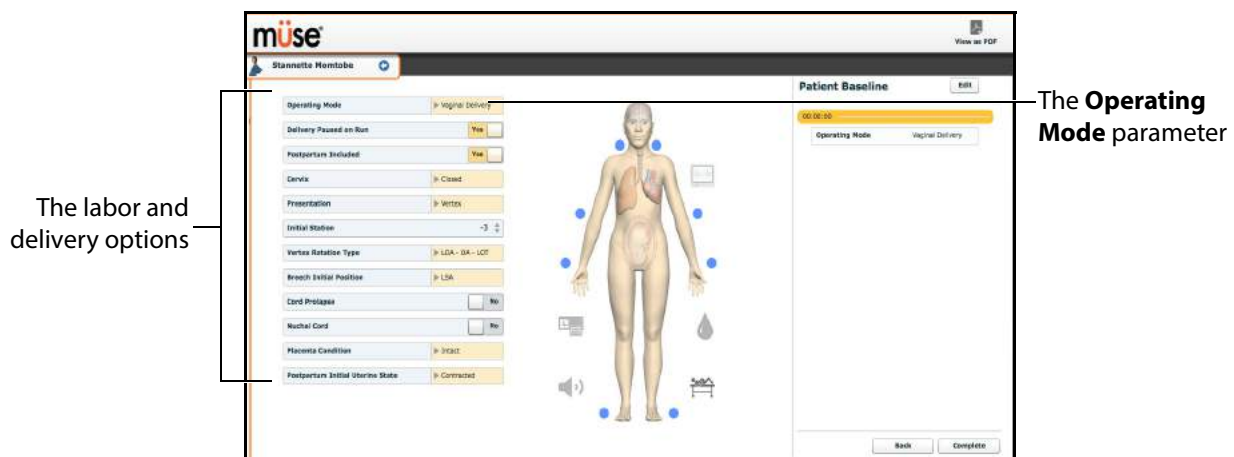 müse
View as PDF
Stannette Momtobe
Patient Baseline
Edit
Operating Mode
Vaginal Delivery
The Operating
Mode parameter
00:00:00
Operating Mode
Vaginal Delivery
Delivery Paused on Run
Yes
Postpartum Included
Yes
Cervix
Closed
Presentation
Vertex
The labor and
delivery options
Initial Station
-3
Vertex Rotation Type
LOA - OA - LOT
Breech Initial Position
LSA
Cord Prolapse
No
Nuchal Cord
No
Placenta Condition
Intact
Postpartum Initial Uterine State
Contracted
Back
Complete